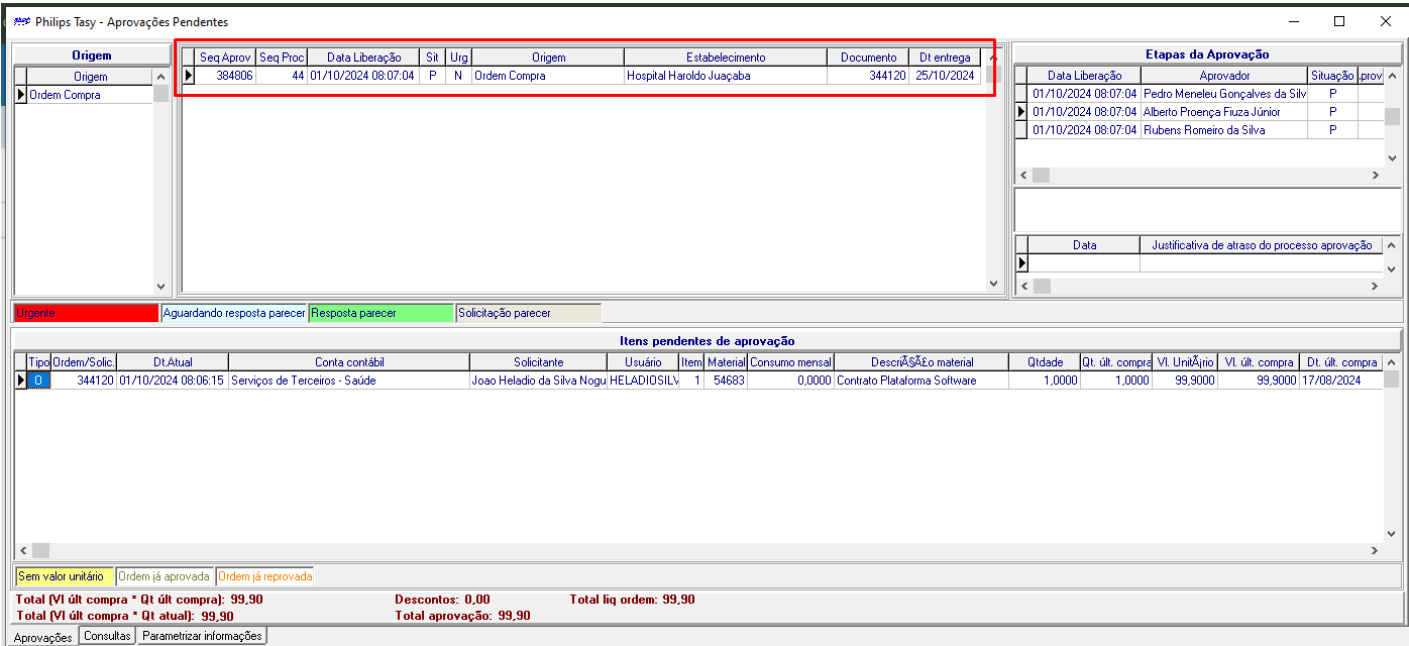 PHSP Philips Tasy - Aprovações Pendentes
Origem
Origem
Ordem Compra
Seq Aprov Seq Proc Data Liberação Sit Urg Origem Estabelecimento Documento Dt entrega
384806 44 01/10/2024 08:07:04 P N Ordem Compra Hospital Haroldo Juaçaba 344120 25/10/2024
Etapas da Aprovação
Data Liberação Aprovador Situação .prov
01/10/2024 08:07:04 Pedro Meneleu Gonçalves da Silv P
01/10/2024 08:07:04 Alberto Proença Fiuza Júnior P
01/10/2024 08:07:04 Rubens Romeiro da Silva P
Data Justificativa de atraso do processo aprovação
Urgente Aguardando resposta parecer Resposta parecer Solicitação parecer
Itens pendentes de aprovação
Tipo Ordem/Solic. Dt.Atual Conta contábil Solicitante Usuário Item Material Consumo mensal DescriÃ§Ã£o material Qtdade Qt. últ. compra Vl. UnitÃ¡rio Vl. últ. compra Dt. últ. compra
O 344120 01/10/2024 08:06:15 Serviços de Terceiros - Saúde Joao Heladio da Silva Nogu HELADIOSILV 1 54683 0,0000 Contrato Plataforma Software 1,0000 1,0000 99,9000 99,9000 17/08/2024
Sem valor unitário Ordem já aprovada Ordem já reprovada
Total (Vl últ compra * Qt últ compra): 99,90 Descontos: 0,00 Total liq ordem: 99,90
Total (Vl últ compra * Qt atual): 99,90 Total aprovação: 99,90
Aprovações Consultas Parametrizar informações